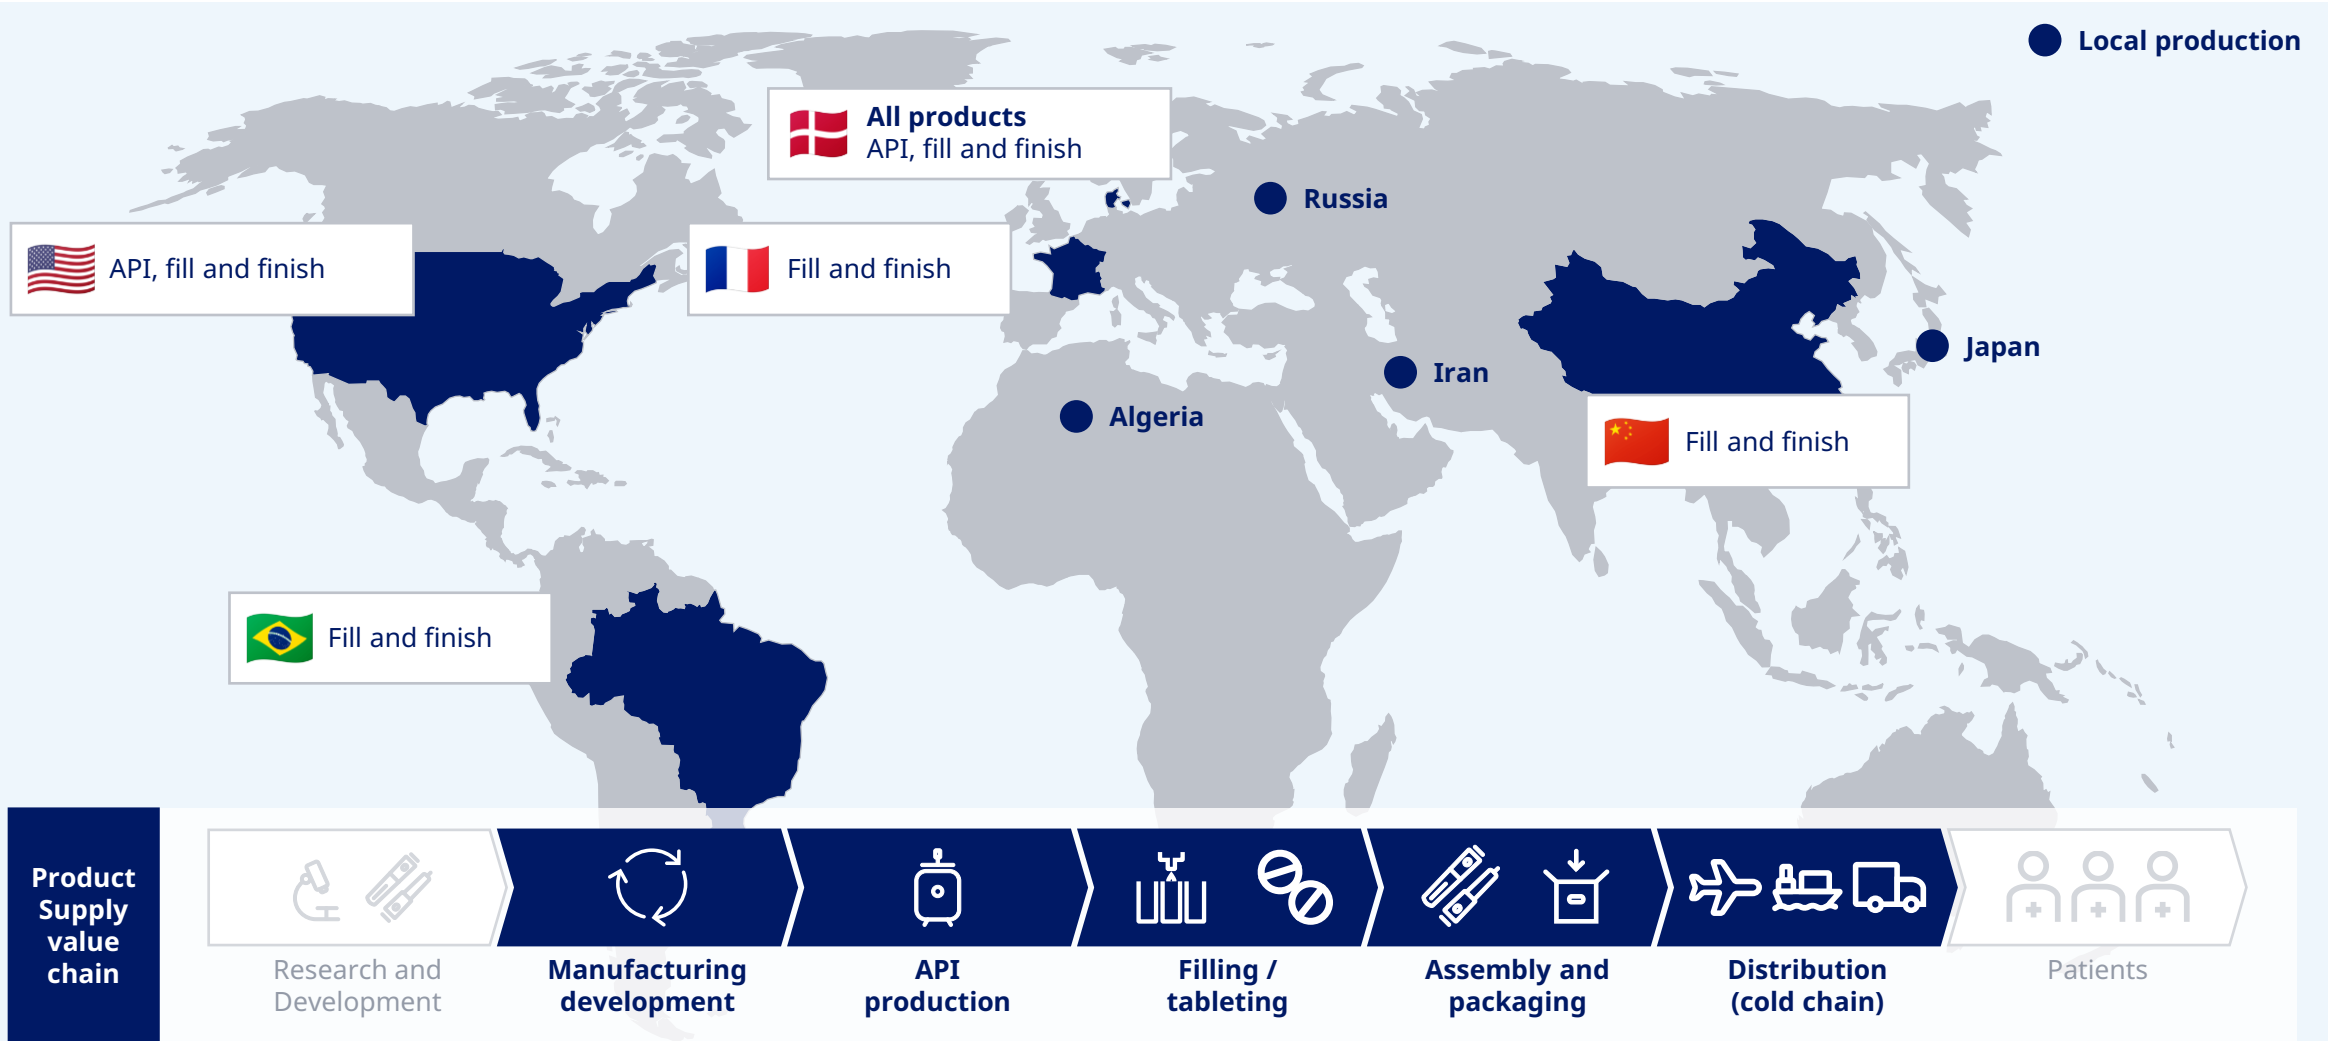 Local production
All products
API, fill and finish
Russia
API, fill and finish
Fill and finish
Japan
Iran
Algeria
Fill and finish
Fill and finish
Product
Supply
value
chain
Research and
Development
Manufacturing
development
API
production
Filling /
tableting
Assembly and
packaging
Distribution
(cold chain)
Patients